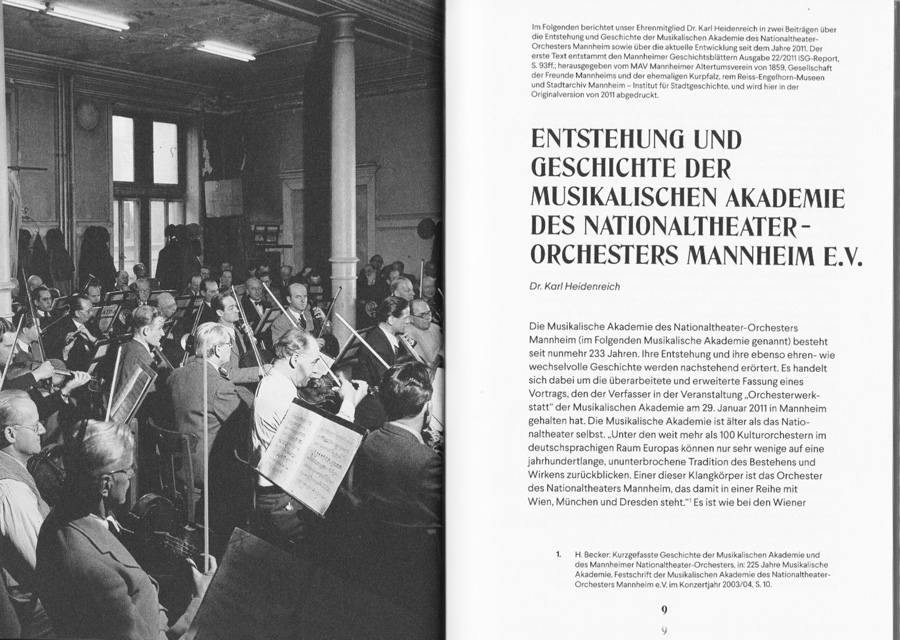 Im Folgenden berichtet unser Ehrenmitglied Dr. Karl Heidenreich in zwei Beiträgen über
die Entstehung und Geschichte der Musikalischen Akademie des Nationaltheater-
Orchesters Mannheim sowie über die aktuelle Entwicklung seit dem Jahre 2011. Der
erste Text entstammt den Mannheimer Geschichtsblättern Ausgabe 22/2011 ISG-Report,
S. 93ff.; herausgegeben vom MAV Mannheimer Altertumsverein von 1859, Gesellschaft
der Freunde Mannheims und der ehemaligen Kurpfalz, rem Reiss-Engelhorn-Museen
und Stadtarchiv Mannheim – Institut für Stadtgeschichte, und wird hier in der
Originalversion von 2011 abgedruckt.
ENTSTEHUNG UND
GESCHICHTE DER
MUSIKALISCHEN AKADEMIE
DES NATIONALTHEATER-
ORCHESTERS MANNHEIM E.V.
Dr. Karl Heidenreich
Die Musikalische Akademie des Nationaltheater-Orchesters
Mannheim (im Folgenden Musikalische Akademie genannt) besteht
seit nunmehr 233 Jahren. Ihre Entstehung und ihre ebenso ehren- wie
wechselvolle Geschichte werden nachstehend erörtert. Es handelt
sich dabei um die überarbeitete und erweiterte Fassung eines
Vortrags, den der Verfasser in der Veranstaltung „Orchesterwerk-
statt“ der Musikalischen Akademie am 29. Januar 2011 in Mannheim
gehalten hat. Die Musikalische Akademie ist älter als das Natio-
naltheater selbst. „Unter den weit mehr als 100 Kulturorchestern im
deutschsprachigen Raum Europas können nur sehr wenige auf eine
jahrhundertlange, ununterbrochene Tradition des Bestehens und
Wirkens zurückblicken. Einer dieser Klangkörper ist das Orchester
des Nationaltheaters Mannheim, das damit in einer Reihe mit
Wien, München und Dresden steht.“¹ Es ist wie bei den Wiener
1. H. Becker: Kurzgefasste Geschichte der Musikalischen Akademie und
des Mannheimer Nationaltheater-Orchesters, in: 225 Jahre Musikalische
Akademie, Festschrift der Musikalischen Akademie des Nationaltheater-
Orchesters Mannheim e.V. im Konzertjahr 2003/04, S. 10.
9
9